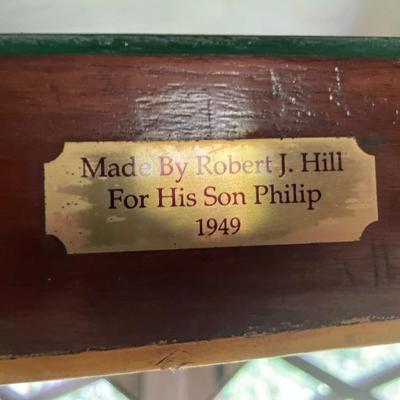 Made By Robert J. Hill
For His Son Philip
1949